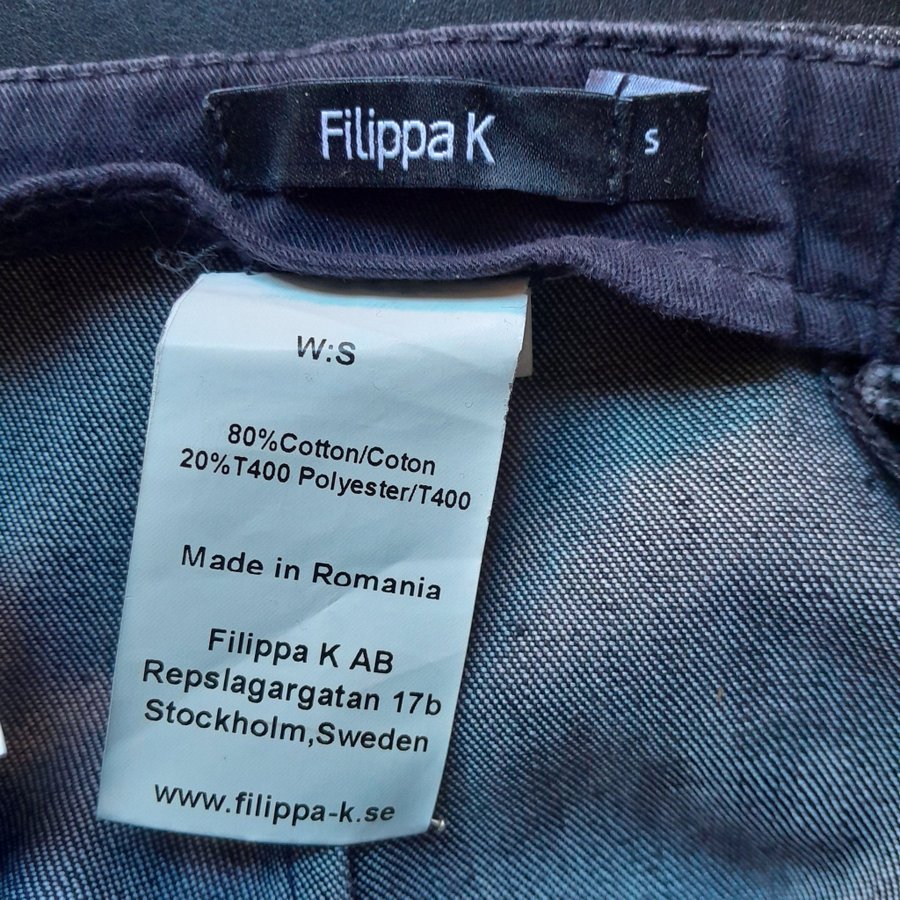 Filippa K
S
W:S
80%Cotton/Coton
20%T400 Polyester/T400
Made in Romania
Filippa K AB
Repslagargatan 17b
Stockholm,Sweden
www.filippa-k.se